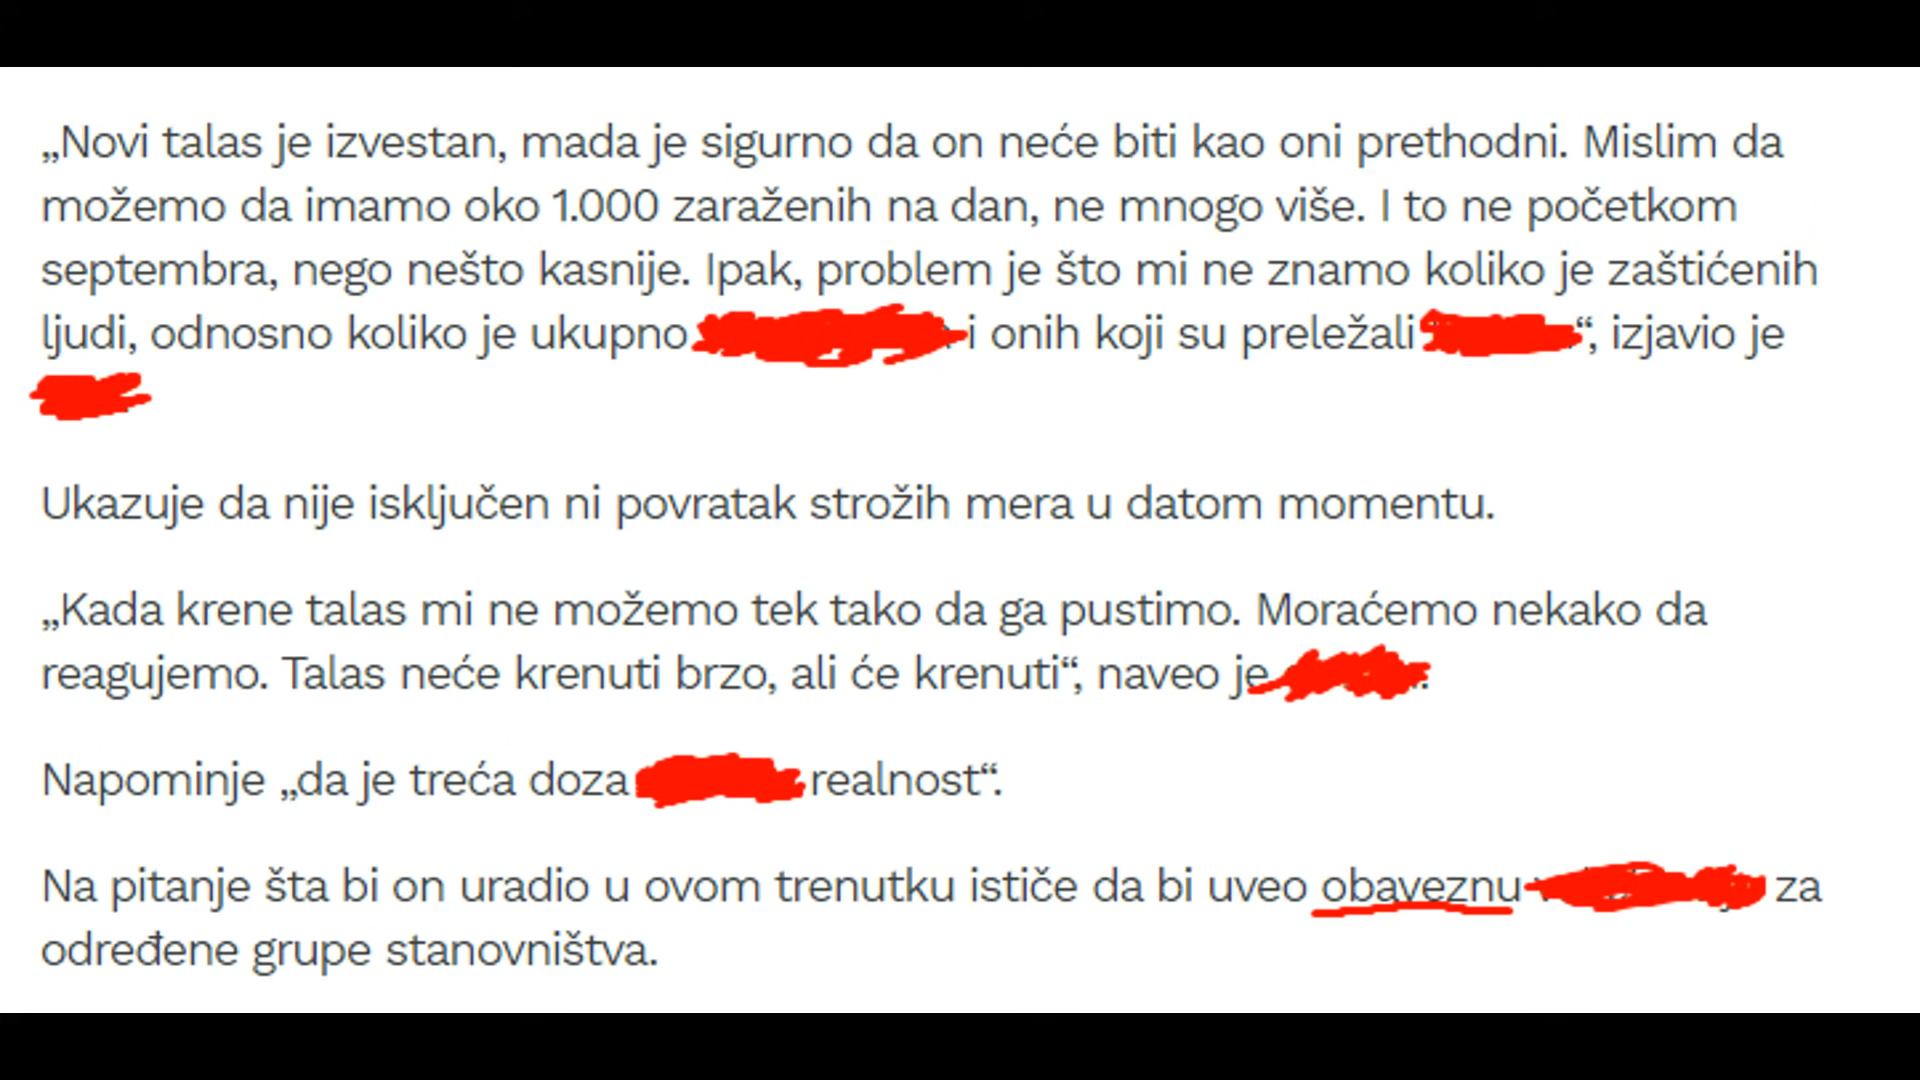 „Novi talas je izvestan, mada je sigurno da on neće biti kao oni prethodni. Mislim da
možemo da imamo oko 1.000 zaraženih na dan, ne mnogo više. I to ne početkom
septembra, nego nešto kasnije. Ipak, problem je što mi ne znamo koliko je zaštićenih
ljudi, odnosno koliko je ukupno i onih koji su preležali “, izjavio je
Ukazuje da nije isključen ni povratak strožih mera u datom momentu.
„Kada krene talas mi ne možemo tek tako da ga pustimo. Moraćemo nekako da
reagujemo. Talas neće krenuti brzo, ali će krenuti“, naveo je .
Napominje „da je treća doza realnost“.
Na pitanje šta bi on uradio u ovom trenutku ističe da bi uveo obaveznu za
određene grupe stanovništva.